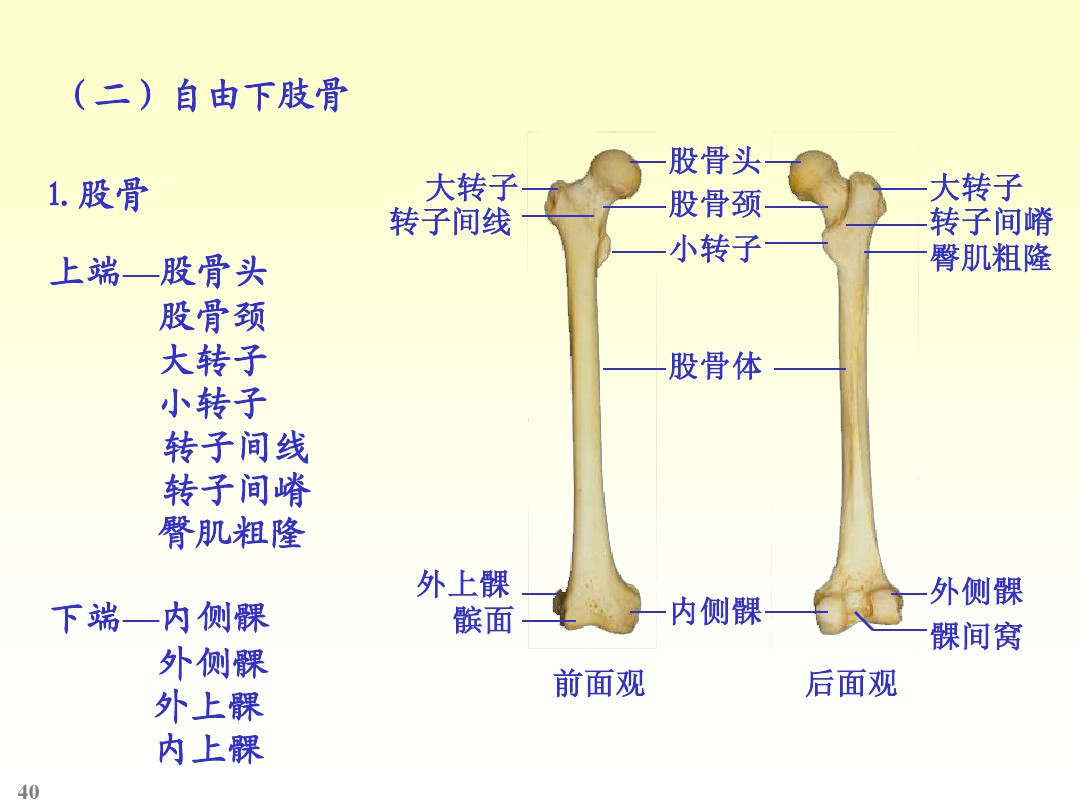 （二）自由下肢骨
1.股骨
上端—股骨头
股骨颈
大转子
小转子
转子间线
转子间嵴
臀肌粗隆
下端—内侧髁
外侧髁
外上髁
内上髁
大转子
转子间线
外上髁
髌面
股骨头
股骨颈
小转子
股骨体
内侧髁
大转子
转子间嵴
臀肌粗隆
外侧髁
髁间窝
前面观
后面观
40